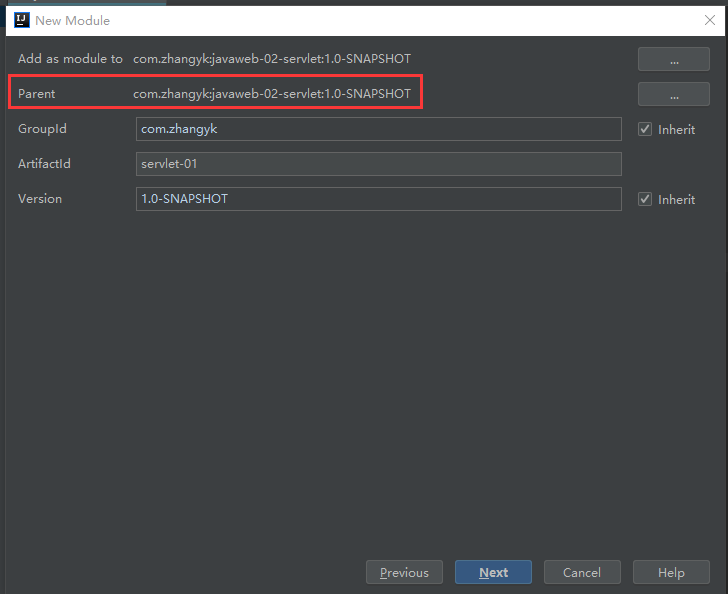 New Module
Add as module to com.zhangyk:javaweb-02-servlet:1.0-SNAPSHOT ...
Parent com.zhangyk:javaweb-02-servlet:1.0-SNAPSHOT ...
GroupId com.zhangyk Inherit
ArtifactId servlet-01
Version 1.0-SNAPSHOT Inherit
Previous Next Cancel Help